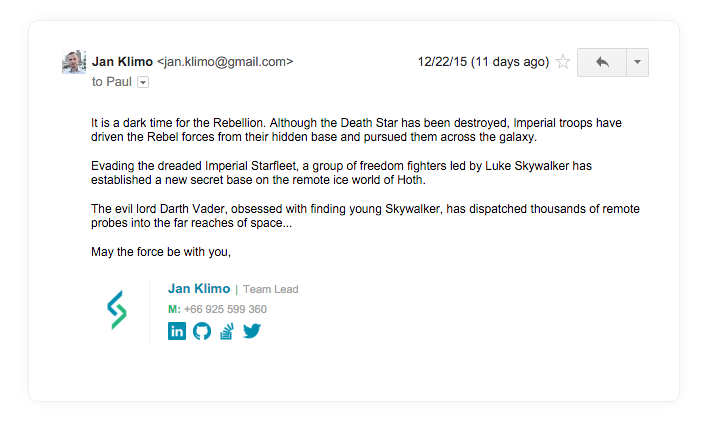 Jan Klimo <jan.klimo@gmail.com> 12/22/15 (11 days ago)
to Paul
It is a dark time for the Rebellion. Although the Death Star has been destroyed, Imperial troops have
driven the Rebel forces from their hidden base and pursued them across the galaxy.
Evading the dreaded Imperial Starfleet, a group of freedom fighters led by Luke Skywalker has
established a new secret base on the remote ice world of Hoth.
The evil lord Darth Vader, obsessed with finding young Skywalker, has dispatched thousands of remote
probes into the far reaches of space...
May the force be with you,
Jan Klimo | Team Lead
M: +66 925 599 360
in